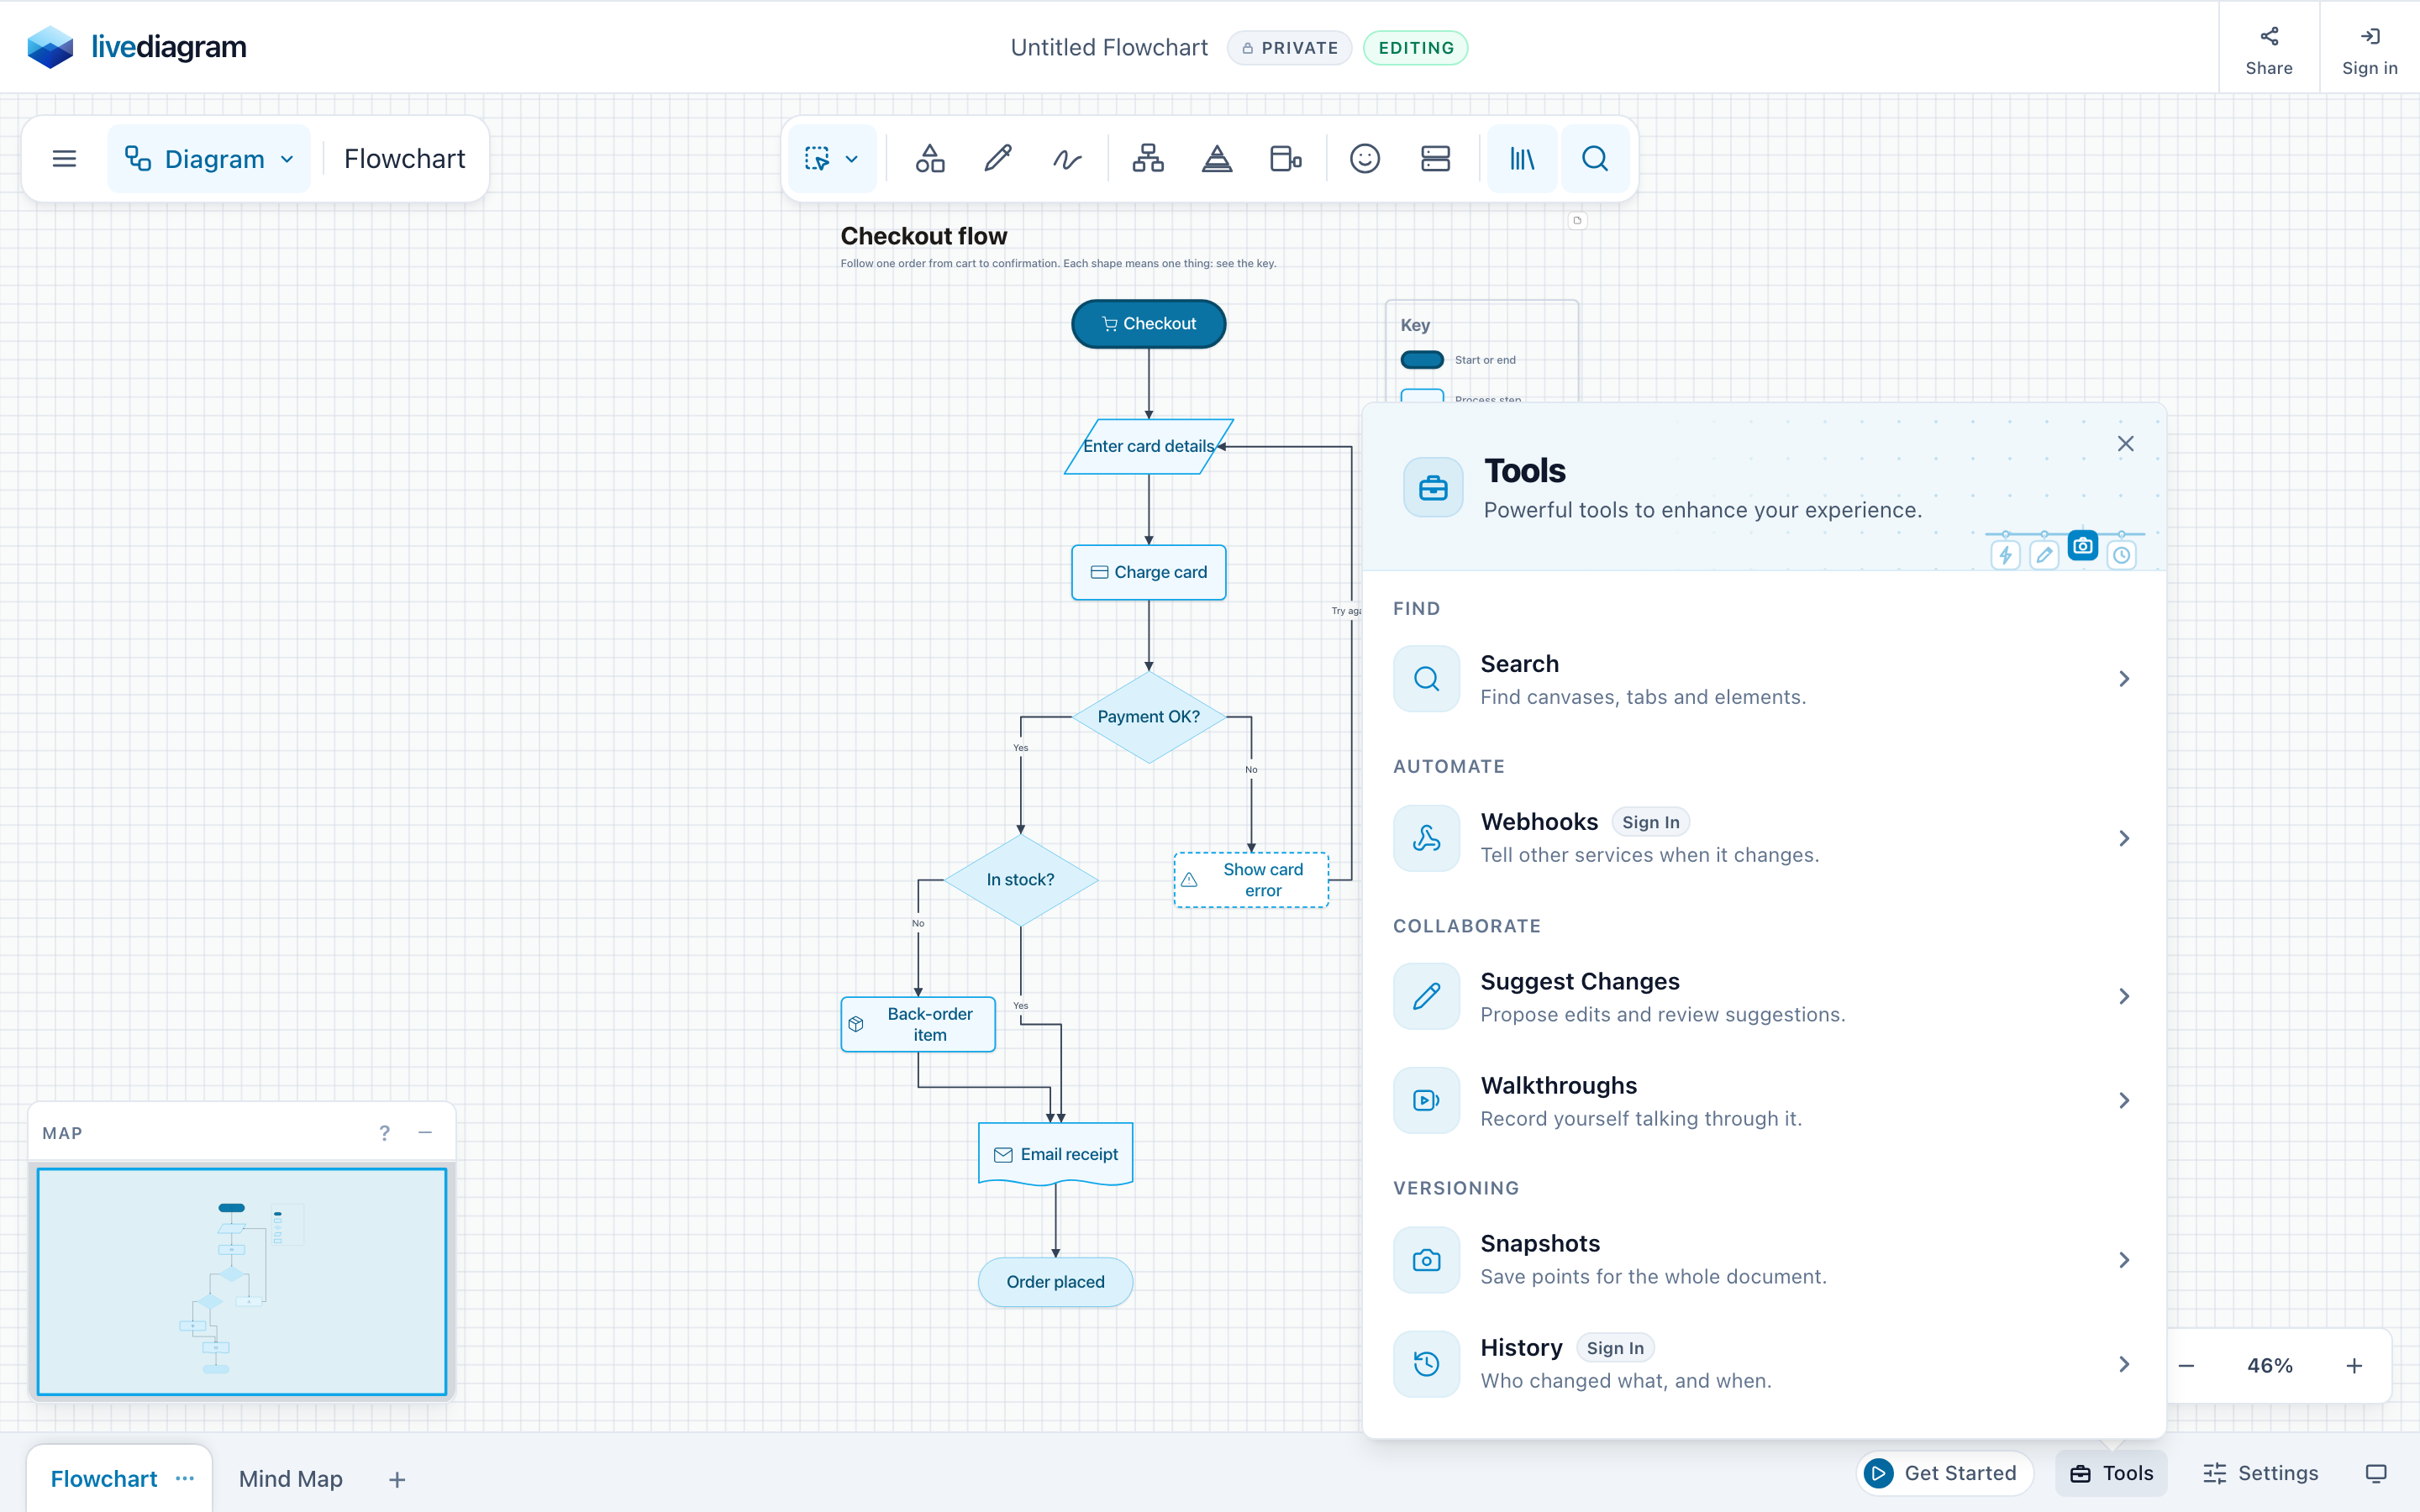 livediagram
Untitled Flowchart
PRIVATE
EDITING
Share
Sign in
Diagram
Flowchart
Checkout flow
Follow one order from cart to confirmation. Each shape means one thing: see the key.
Checkout
Key
Start or end
Process step
Enter card details
Charge card
Try
Payment OK?
Yes
No
In stock?
Show card
error
No
Yes
Back-order
item
Email receipt
Order placed
Tools
Powerful tools to enhance your experience.
FIND
Search
Find canvases, tabs and elements.
AUTOMATE
Webhooks
Sign In
Tell other services when it changes.
COLLABORATE
Suggest Changes
Propose edits and review suggestions.
Walkthroughs
Record yourself talking through it.
VERSIONING
Snapshots
Save points for the whole document.
History
Sign In
Who changed what, and when.
MAP
?
46%
Flowchart
Mind Map
Get Started
Tools
Settings